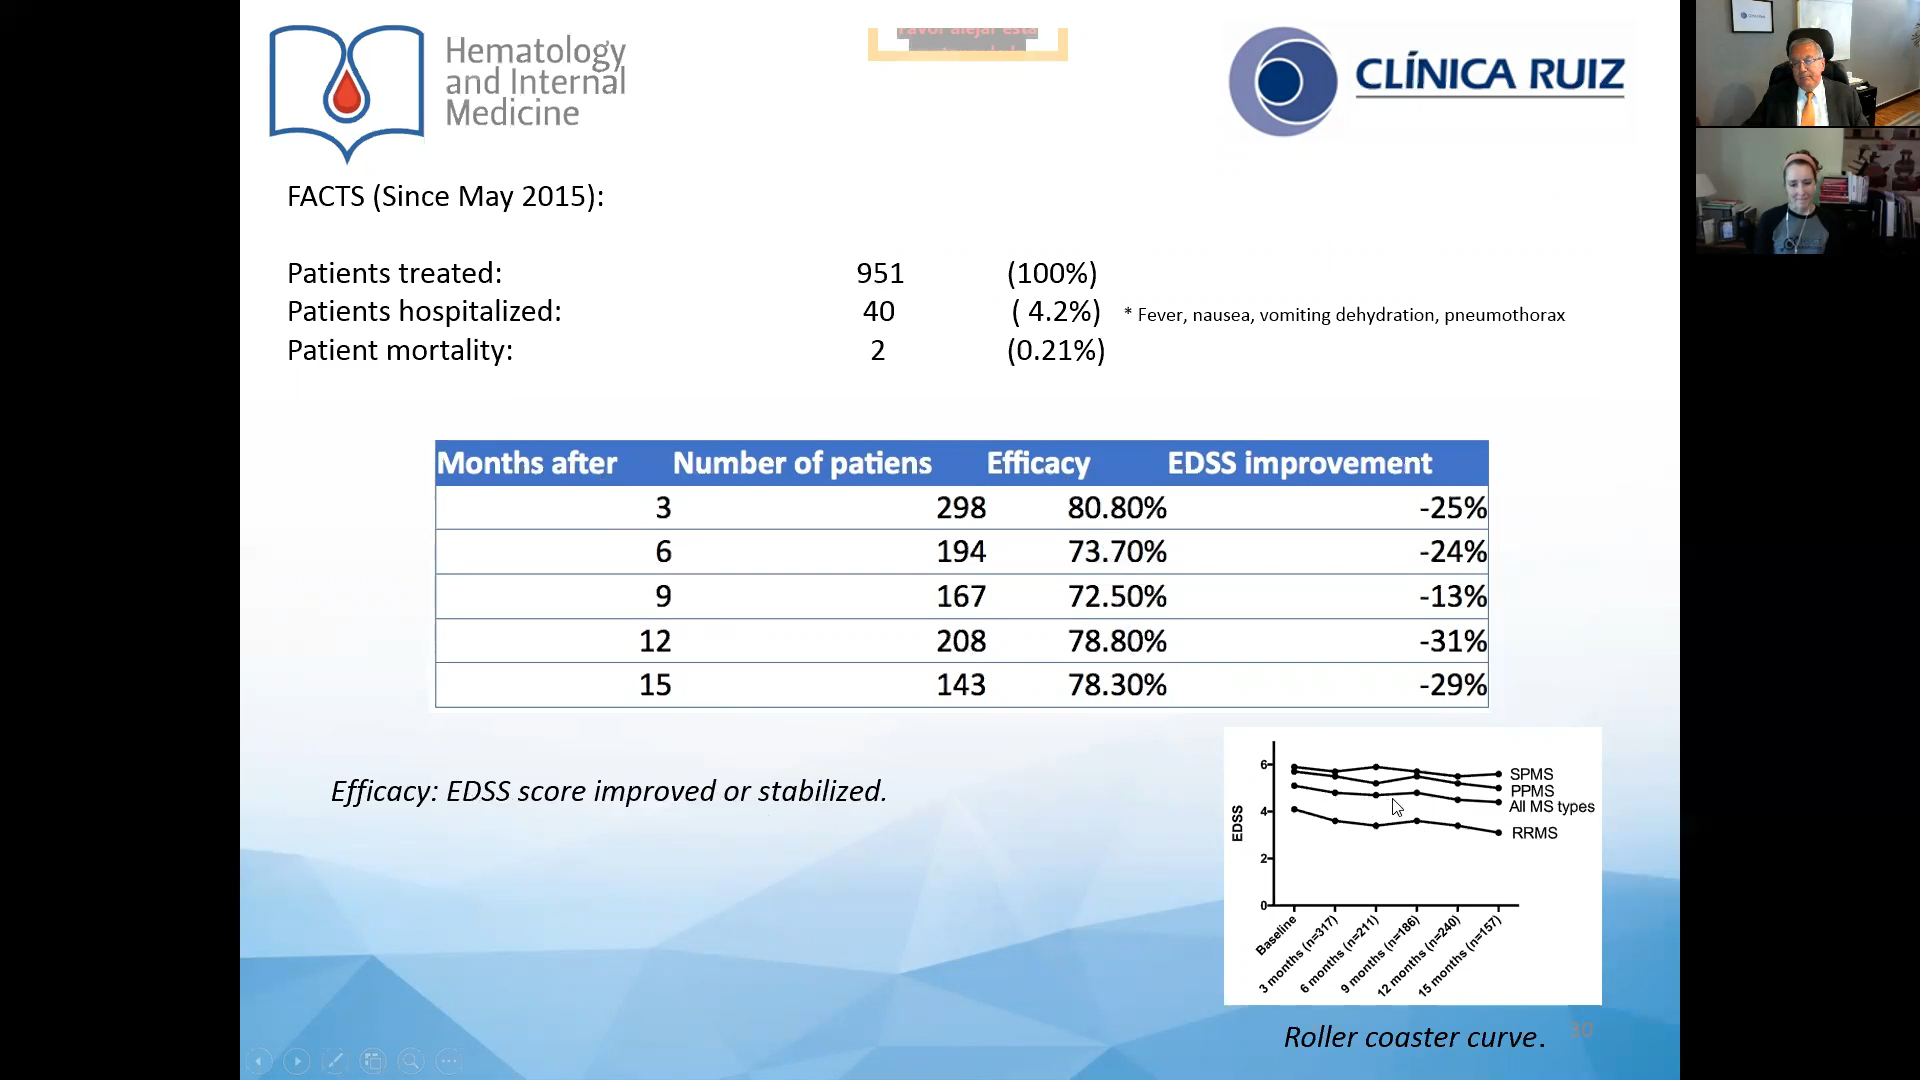 Hematology
and Internal
Medicine
favor alejar esta
CLÍNICA RUIZ
FACTS (Since May 2015):
Patients treated: 951 (100%)
Patients hospitalized: 40 ( 4.2%) * Fever, nausea, vomiting dehydration, pneumothorax
Patient mortality: 2 (0.21%)
Months after Number of patiens Efficacy EDSS improvement
3 298 80.80% -25%
6 194 73.70% -24%
9 167 72.50% -13%
12 208 78.80% -31%
15 143 78.30% -29%
Efficacy: EDSS score improved or stabilized.
EDSS
6
4
2
0
SPMS
PPMS
All MS types
RRMS
Baseline
3 months (n=317)
6 months (n=211)
9 months (n=186)
12 months (n=240)
15 months (n=157)
Roller coaster curve.
30